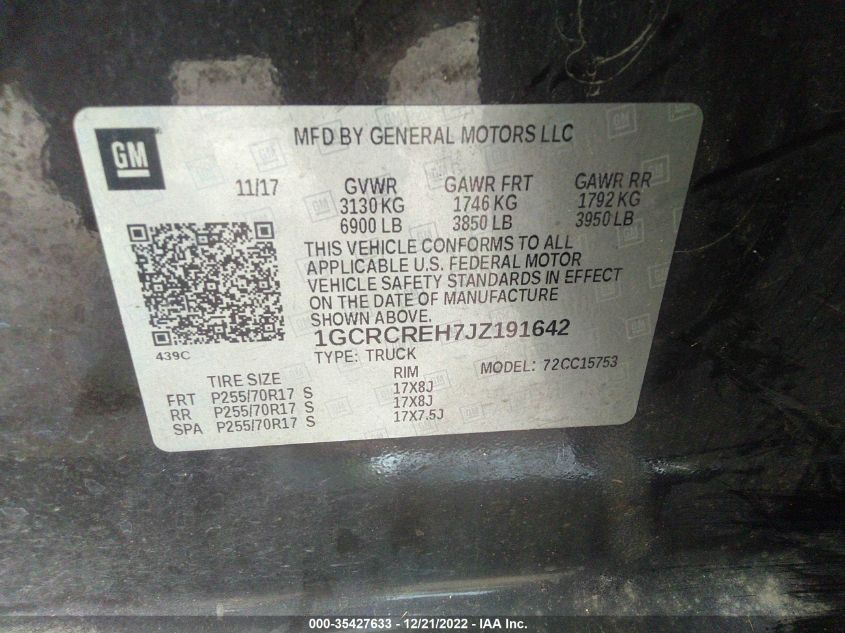 GM
MFD BY GENERAL MOTORS LLC
11/17 GVWR GAWR FRT GAWR RR
3130 KG 1746 KG 1792 KG
6900 LB 3850 LB 3950 LB
THIS VEHICLE CONFORMS TO ALL
APPLICABLE U.S. FEDERAL MOTOR
VEHICLE SAFETY STANDARDS IN EFFECT
ON THE DATE OF MANUFACTURE
SHOWN ABOVE.
1GCRCREH7JZ191642
439C
TYPE: TRUCK MODEL: 72CC15753
TIRE SIZE RIM
FRT P255/70R17 S 17X8J
RR P255/70R17 S 17X8J
SPA P255/70R17 S 17X7.5J
000-35427633 - 12/21/2022 - IAA Inc.